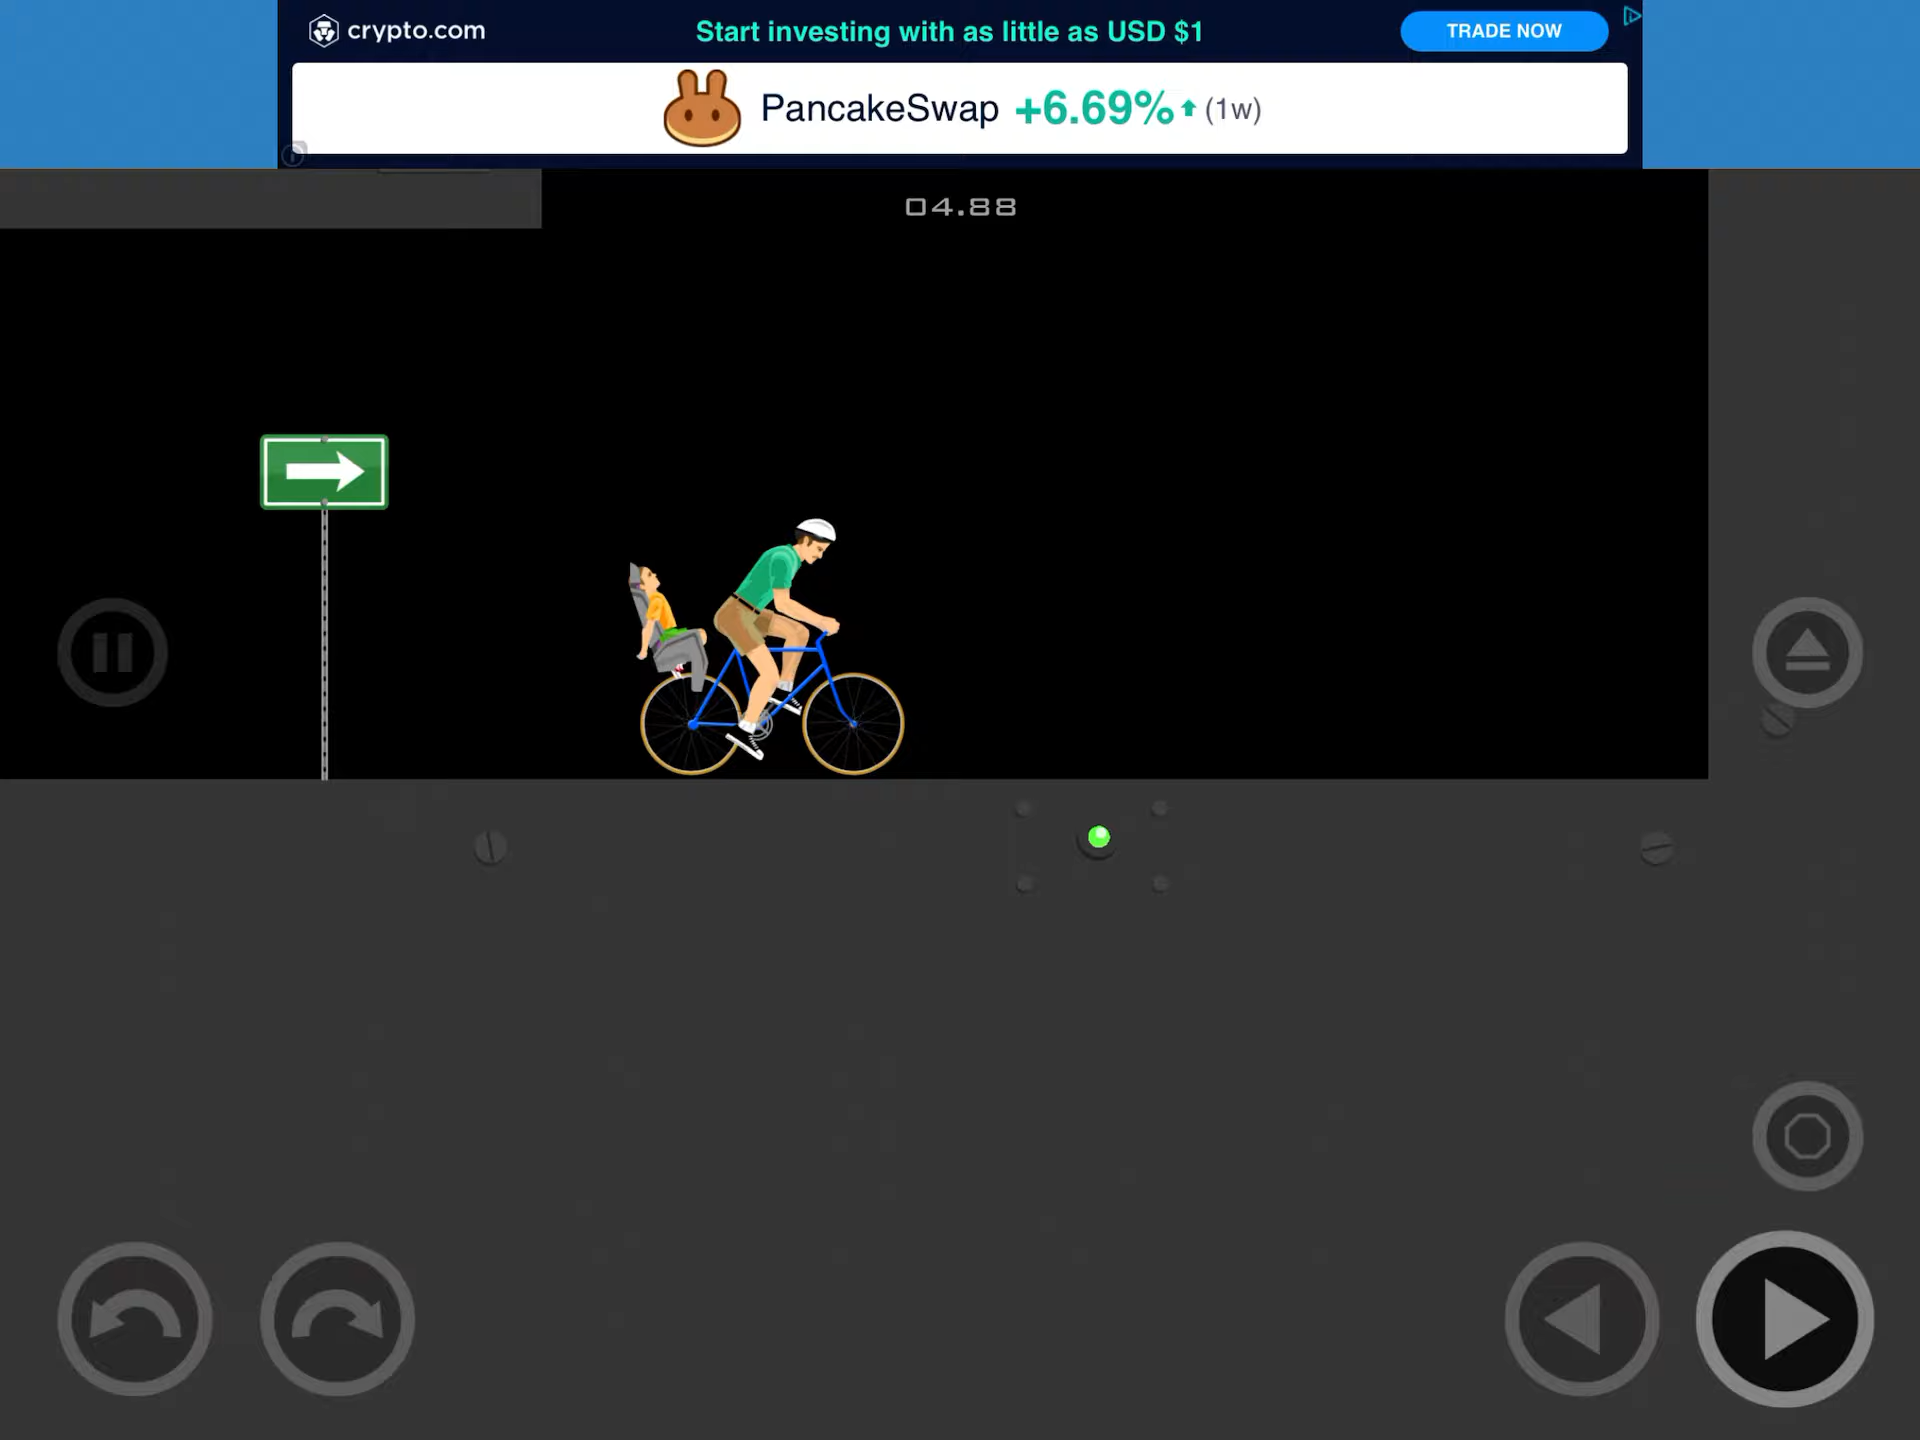 crypto.com
Start investing with as little as USD $1
TRADE NOW
PancakeSwap +6.69% (1w)
04.88